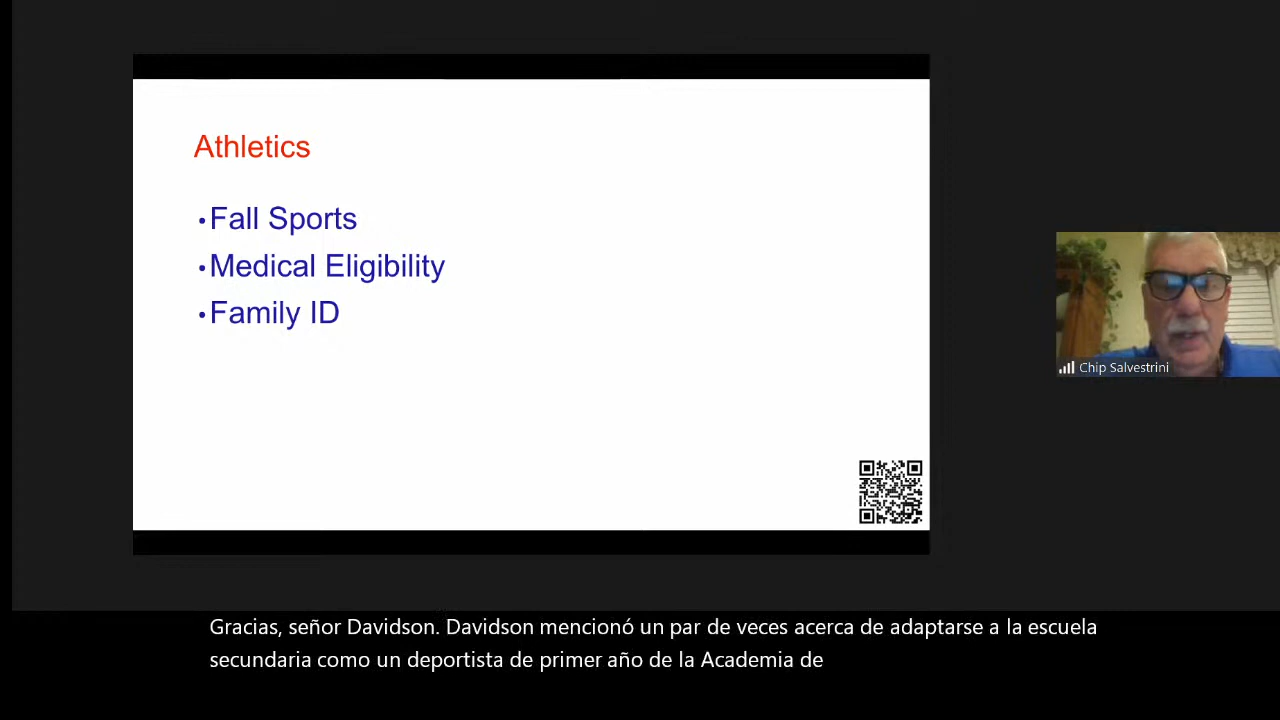 Athletics
•Fall Sports
•Medical Eligibility
•Family ID
Chip Salvestrini
Gracias, señor Davidson. Davidson mencionó un par de veces acerca de adaptarse a la escuela
secundaria como un deportista de primer año de la Academia de